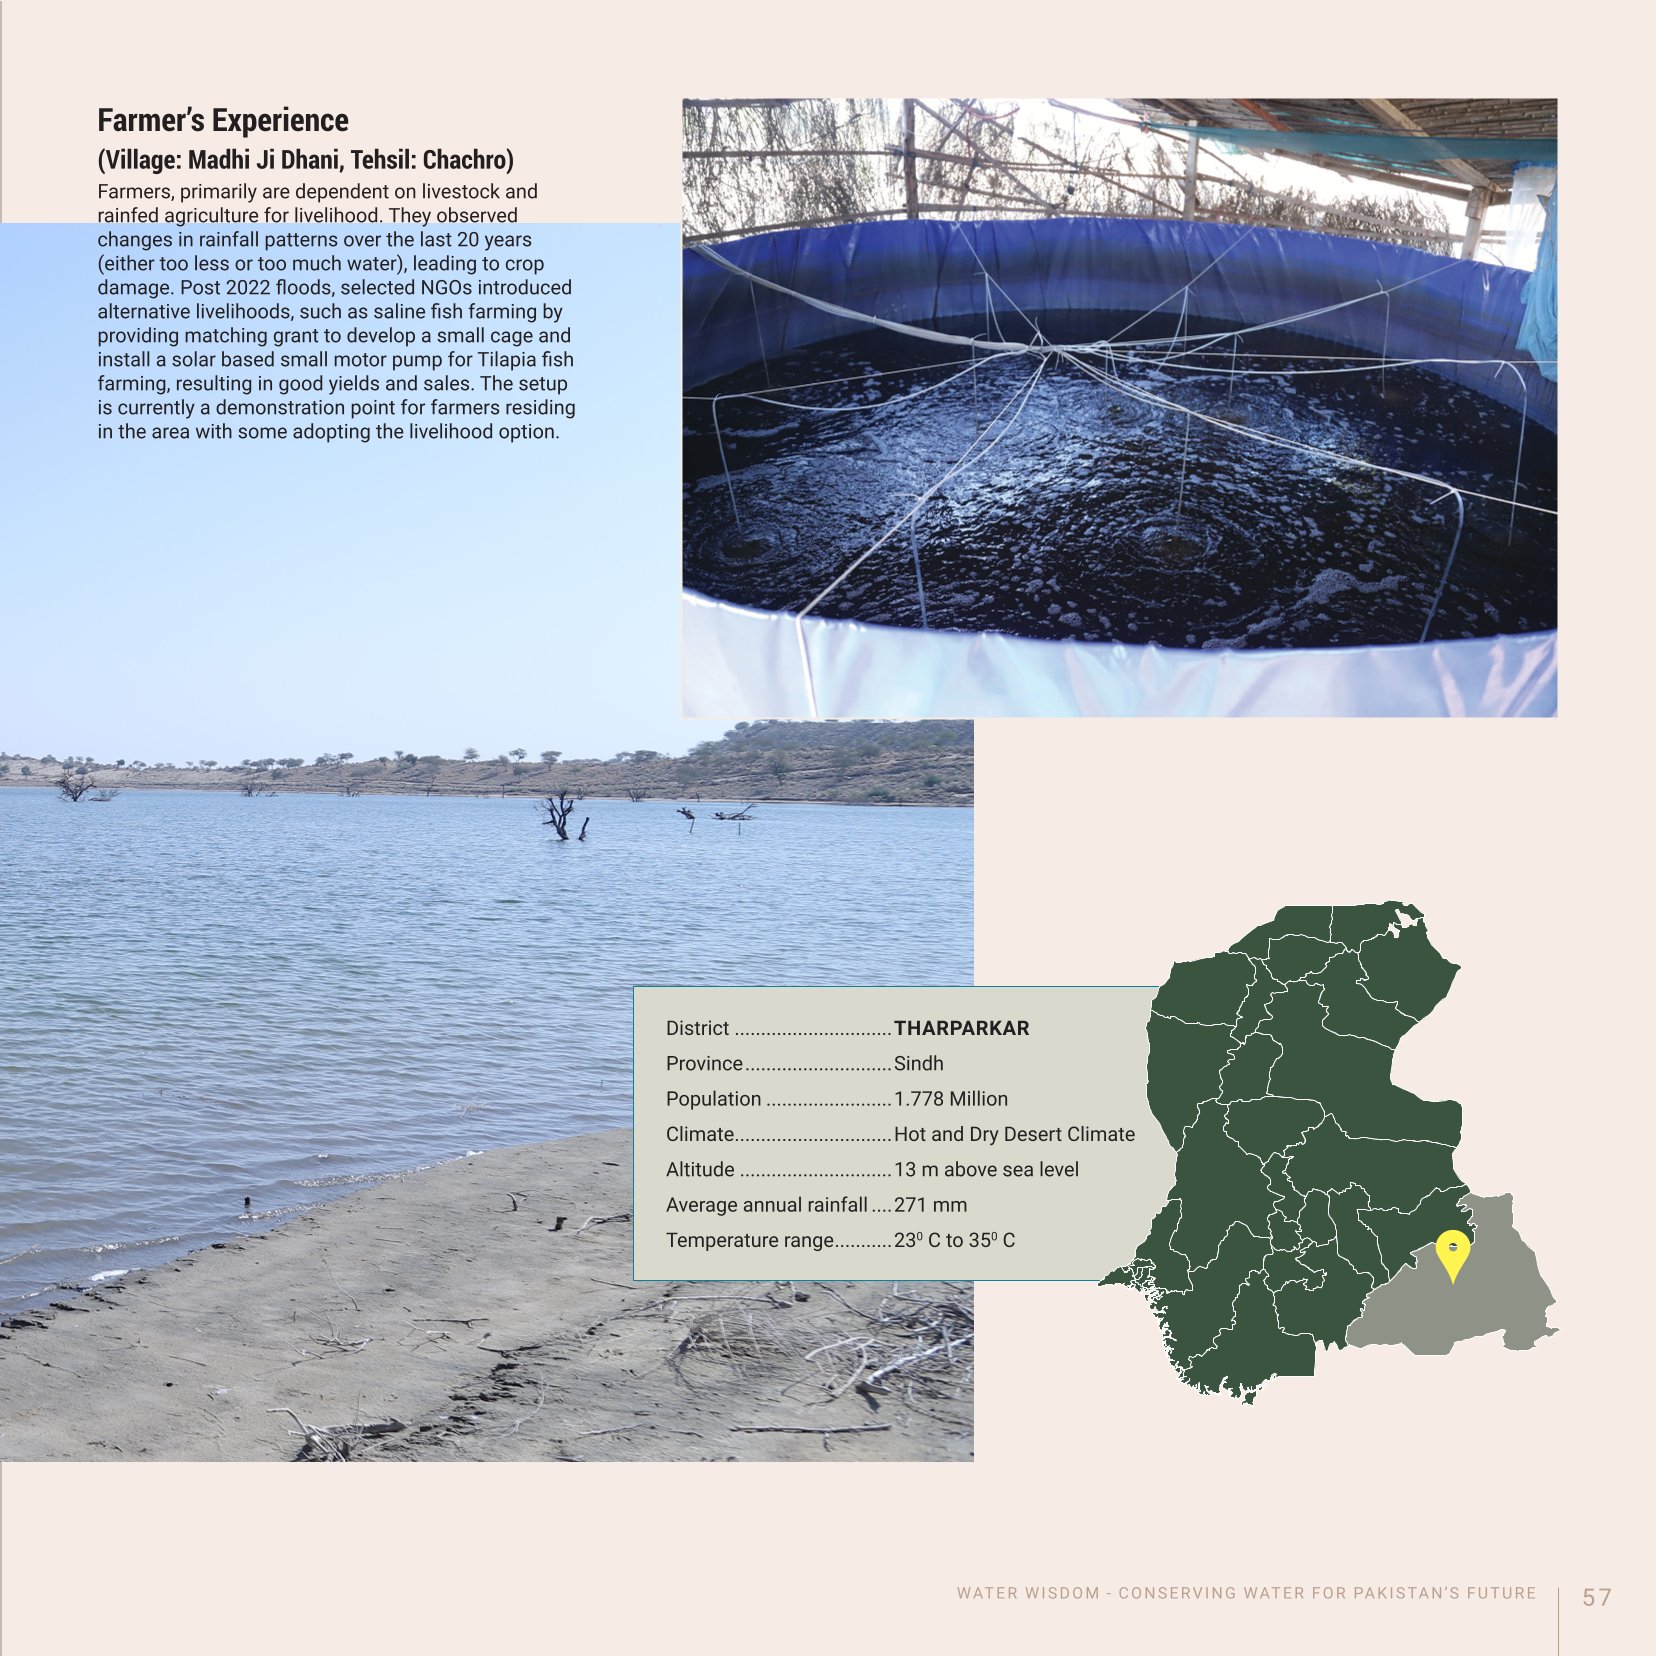 Farmer’s Experience
(Village: Madhi Ji Dhani, Tehsil: Chachro)
Farmers, primarily are dependent on livestock and
rainfed agriculture for livelihood. They observed
changes in rainfall patterns over the last 20 years
(either too less or too much water), leading to crop
damage. Post 2022 floods, selected NGOs introduced
alternative livelihoods, such as saline fish farming by
providing matching grant to develop a small cage and
install a solar based small motor pump for Tilapia fish
farming, resulting in good yields and sales. The setup
is currently a demonstration point for farmers residing
in the area with some adopting the livelihood option.
District ..............................THARPARKAR
Province............................Sindh
Population ........................1.778 Million
Climate..............................Hot and Dry Desert Climate
Altitude .............................13 m above sea level
Average annual rainfall ....271 mm
Temperature range...........23⁰ C to 35⁰ C
WATER WISDOM - CONSERVING WATER FOR PAKISTAN’S FUTURE
57